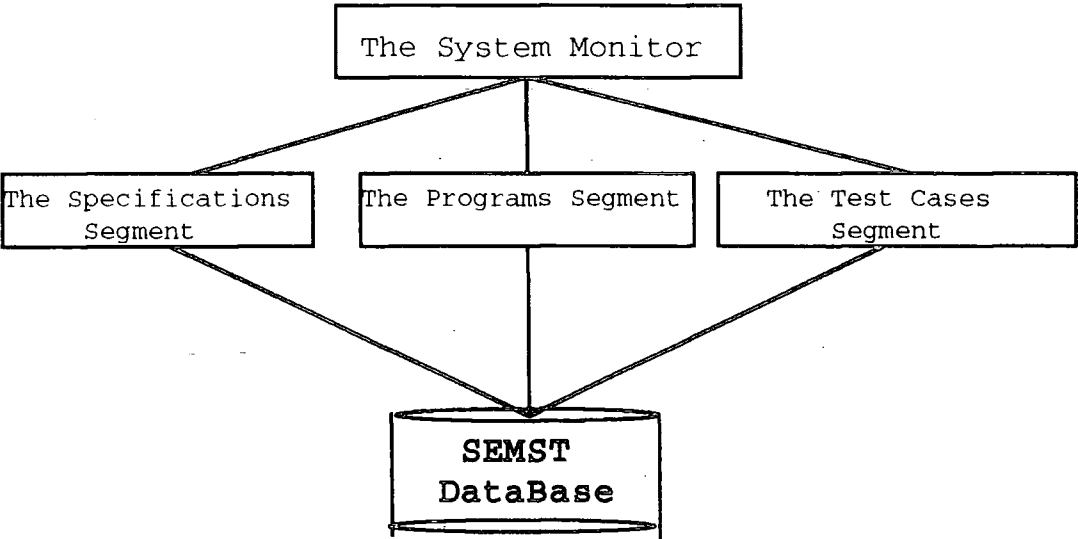 The System Monitor
The Specifications
Segment
The Programs Segment
The Test Cases
Segment
SEMST
DataBase